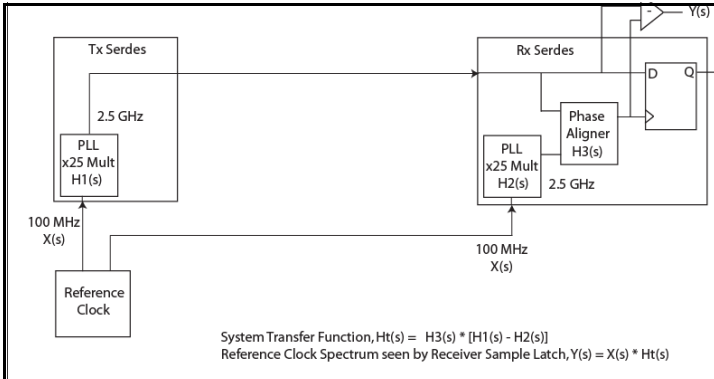 - Y(s)
Tx Serdes
Rx Serdes
D Q
2.5 GHz
Phase
Aligner
H3(s)
PLL
x25 Mult
H1(s)
PLL
x25 Mult
H2(s)
2.5 GHz
100 MHz
X(s)
100 MHz
X(s)
Reference
Clock
System Transfer Function, Ht(s) = H3(s) * [H1(s) - H2(s)]
Reference Clock Spectrum seen by Receiver Sample Latch, Y(s) = X(s) * Ht(s)